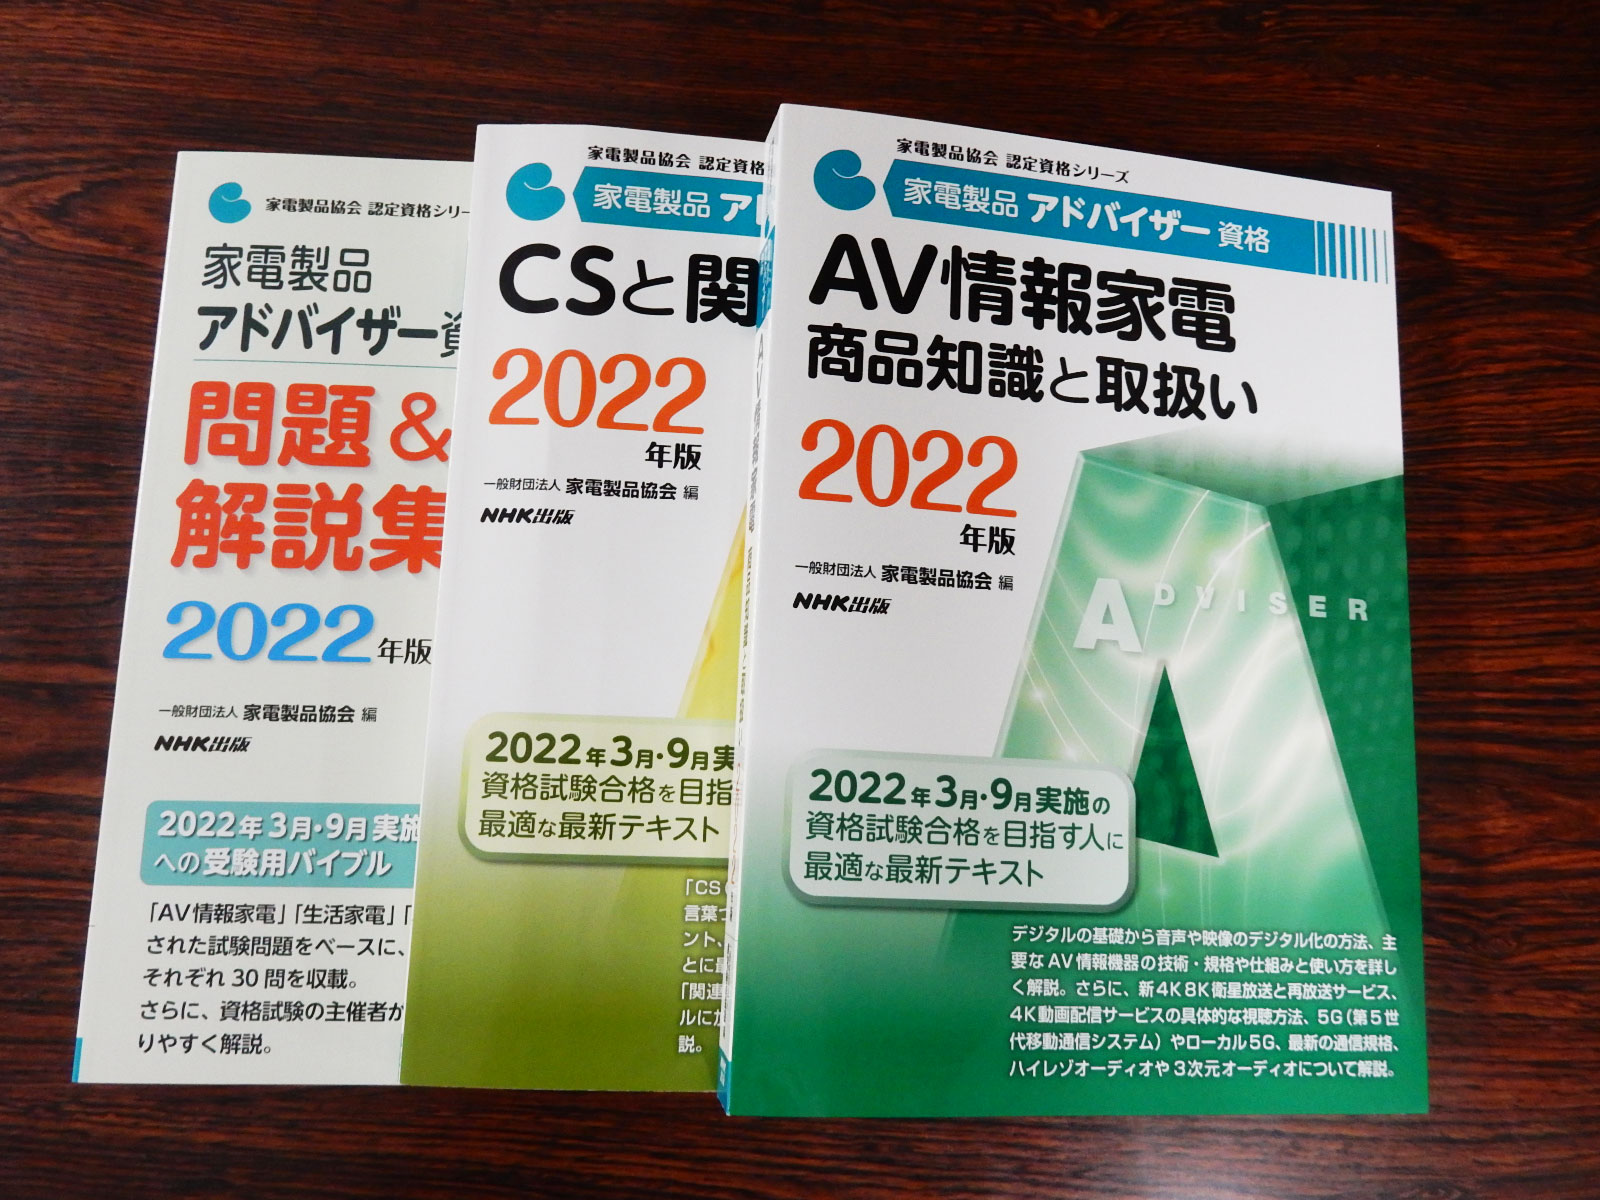 家電製品協会 認定資格シリー
家電製品
アドバイザー資
問題&
解説集
2022年版
一般財団法人 家電製品協会 編
NHK出版
2022年3月・9月実施
への受験用バイブル
「AV情報家電」「生活家電」「
された試験問題をベースに、
それぞれ30問を収載。
さらに、資格試験の主催者か
りやすく解説。
家電製品協会 認定資格
家電製品 アド
CSと関
2022
年版
一般財団法人 家電製品協会 編
NHK出版
2022年3月・9月実
資格試験合格を目指
最適な最新テキスト
「CS(
言葉づ
ント、
とに最
「関連
ルに加
説。
家電製品協会 認定資格シリーズ
家電製品 アドバイザー 資格
AV情報家電
商品知識と取扱い
2022
年版
一般財団法人 家電製品協会 編
NHK出版
ADVISER
2022年3月・9月実施の
資格試験合格を目指す人に
最適な最新テキスト
デジタルの基礎から音声や映像のデジタル化の方法、主
要なAV情報機器の技術・規格や仕組みと使い方を詳し
く解説。さらに、新4K8K衛星放送と再放送サービス、
4K動画配信サービスの具体的な視聴方法、5G(第5世
代移動通信システム)やローカル5G、最新の通信規格、
ハイレゾオーディオや3次元オーディオについて解説。